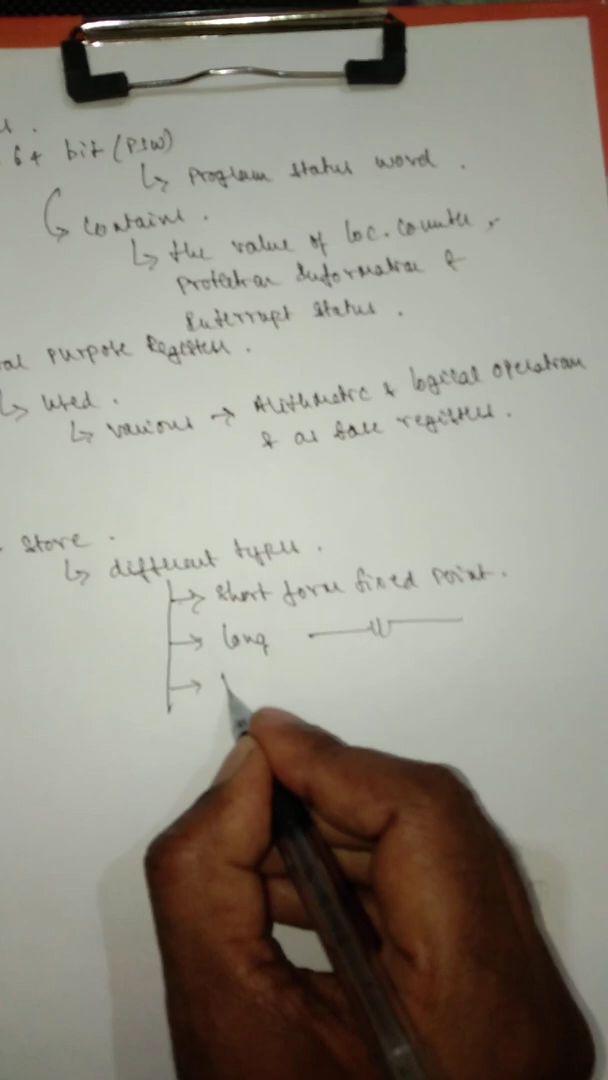 64 bit (PSW)
↳ Program status word .
↳ Contains .
↳ the value of loc. counter ,
Protection Information &
Interrupt status .
ral purpose Registers .
↳ used .
↳ various → Arithmetic & logical operation
& as base registers .
store .
↳ different types .
→ short form fixed point .
→ long —— " ——
→